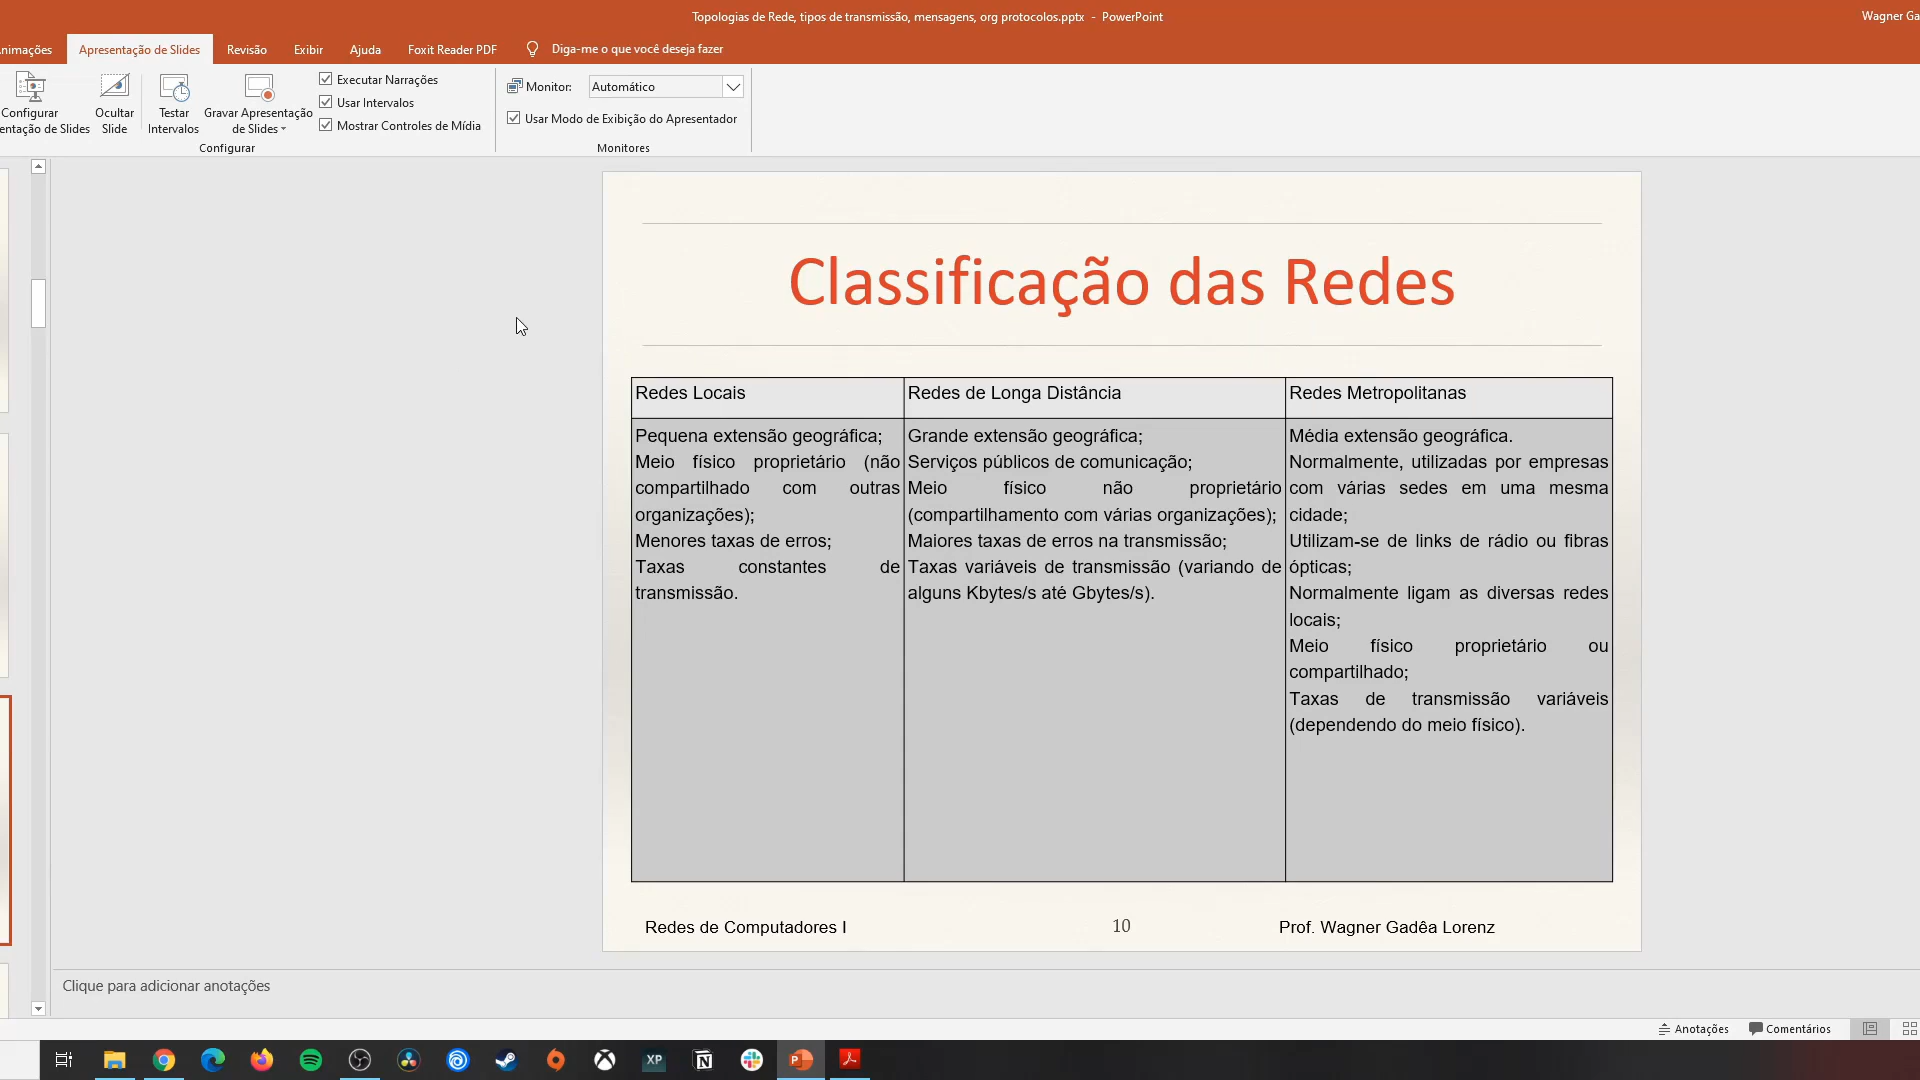 Topologias de Rede, tipos de transmissão, mensagens, org protocolos.pptx - PowerPoint
Wagner Ga
nimações
Apresentação de Slides
Revisão
Exibir
Ajuda
Foxit Reader PDF
Diga-me o que você deseja fazer
Configurar
entação de Slides
Ocultar
Slide
Testar
Intervalos
Gravar Apresentação
de Slides
Executar Narrações
Usar Intervalos
Mostrar Controles de Mídia
Configurar
Monitor:
Automático
Usar Modo de Exibição do Apresentador
Monitores
Classificação das Redes
Redes Locais
Pequena extensão geográfica;
Meio físico proprietário (não
compartilhado com outras
organizações);
Menores taxas de erros;
Taxas constantes de
transmissão.
Redes de Longa Distância
Grande extensão geográfica;
Serviços públicos de comunicação;
Meio físico não proprietário
(compartilhamento com várias organizações);
Maiores taxas de erros na transmissão;
Taxas variáveis de transmissão (variando de
alguns Kbytes/s até Gbytes/s).
Redes Metropolitanas
Média extensão geográfica.
Normalmente, utilizadas por empresas
com várias sedes em uma mesma
cidade;
Utilizam-se de links de rádio ou fibras
ópticas;
Normalmente ligam as diversas redes
locais;
Meio físico proprietário ou
compartilhado;
Taxas de transmissão variáveis
(dependendo do meio físico).
Redes de Computadores I
10
Prof. Wagner Gadêa Lorenz
Clique para adicionar anotações
Anotações
Comentários
XP